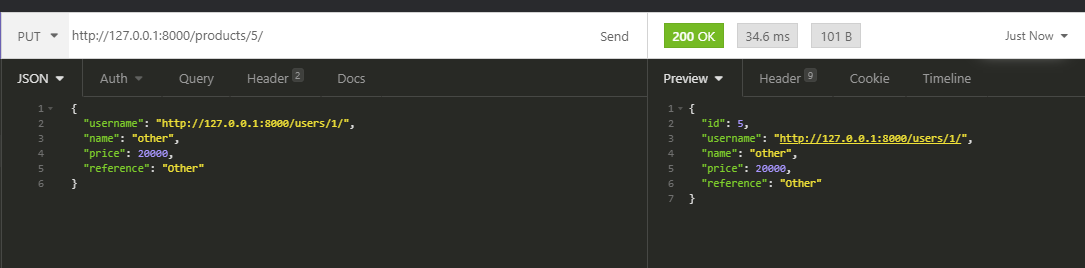 PUT http://127.0.0.1:8000/products/5/ Send 200 OK 34.6 ms 101 B Just Now
JSON Auth Query Header 2 Docs Preview Header 9 Cookie Timeline
1 {
2 "username": "http://127.0.0.1:8000/users/1/",
3 "name": "other",
4 "price": 20000,
5 "reference": "Other"
6 }
1 {
2 "id": 5,
3 "username": "http://127.0.0.1:8000/users/1/",
4 "name": "other",
5 "price": 20000,
6 "reference": "Other"
7 }